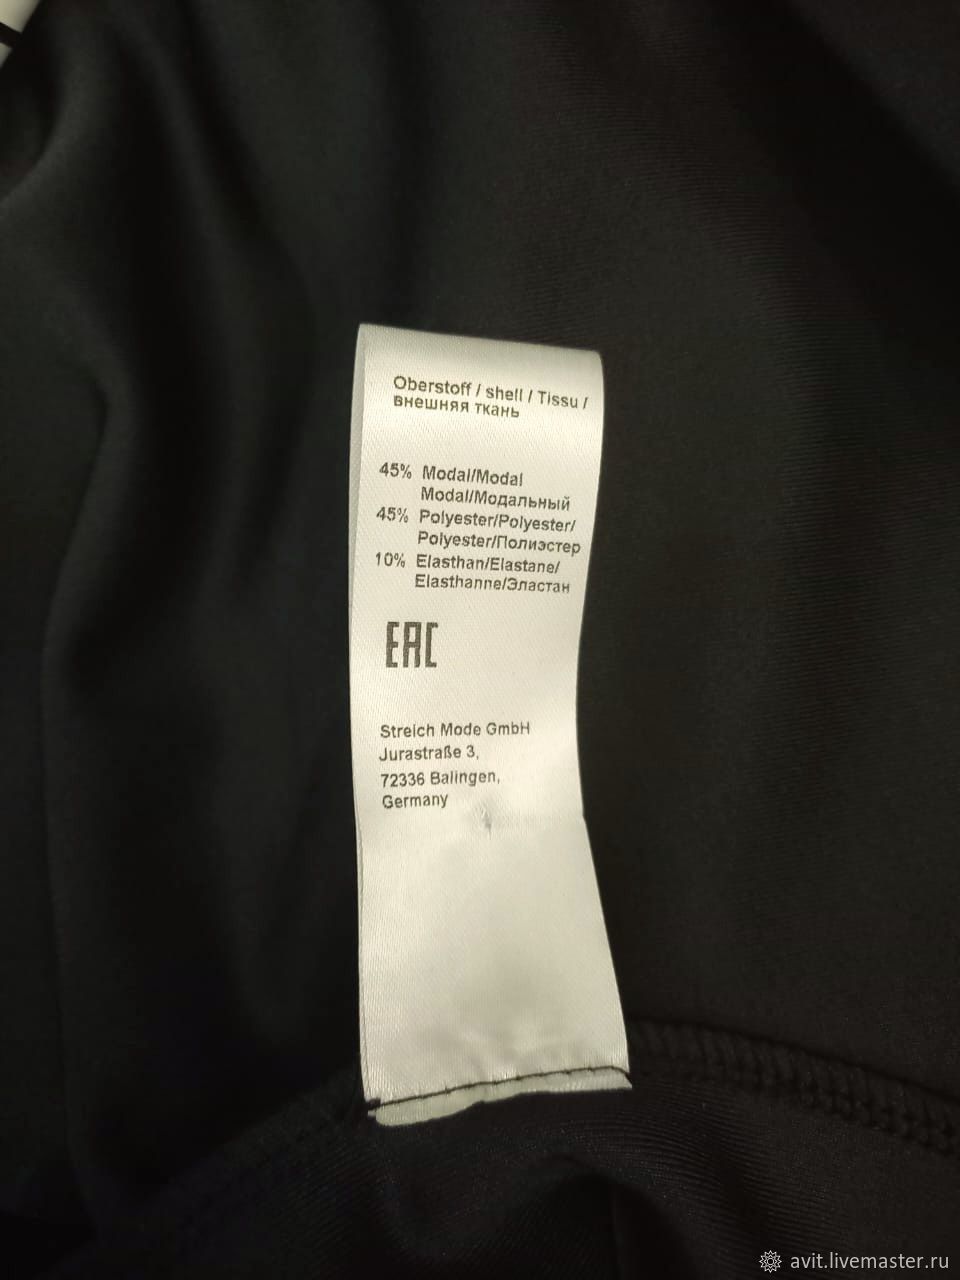 Oberstoff / shell / Tissu /
внешняя ткань
45% Modal/Modal
Modal/Модальный
45% Polyester/Polyester/
Polyester/Полиэстер
10% Elasthan/Elastane/
Elasthanne/Эластан
EAC
Streich Mode GmbH
Jurastraße 3,
72336 Balingen,
Germany
avit.livemaster.ru